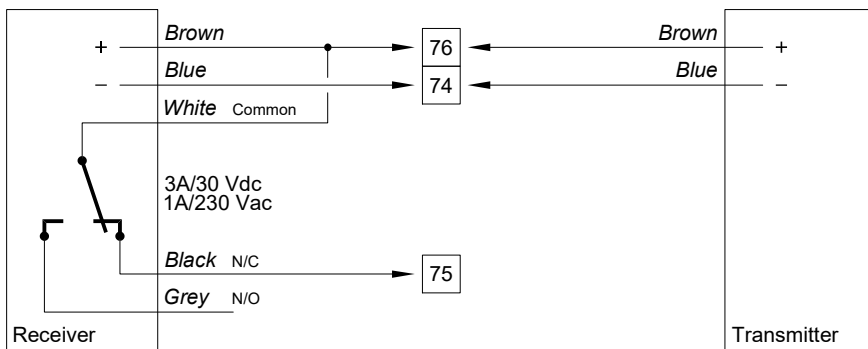 + Brown 76 Brown +
− Blue 74 Blue −
White Common
3A/30 Vdc
1A/230 Vac
Black N/C 75
Grey N/O
Receiver Transmitter